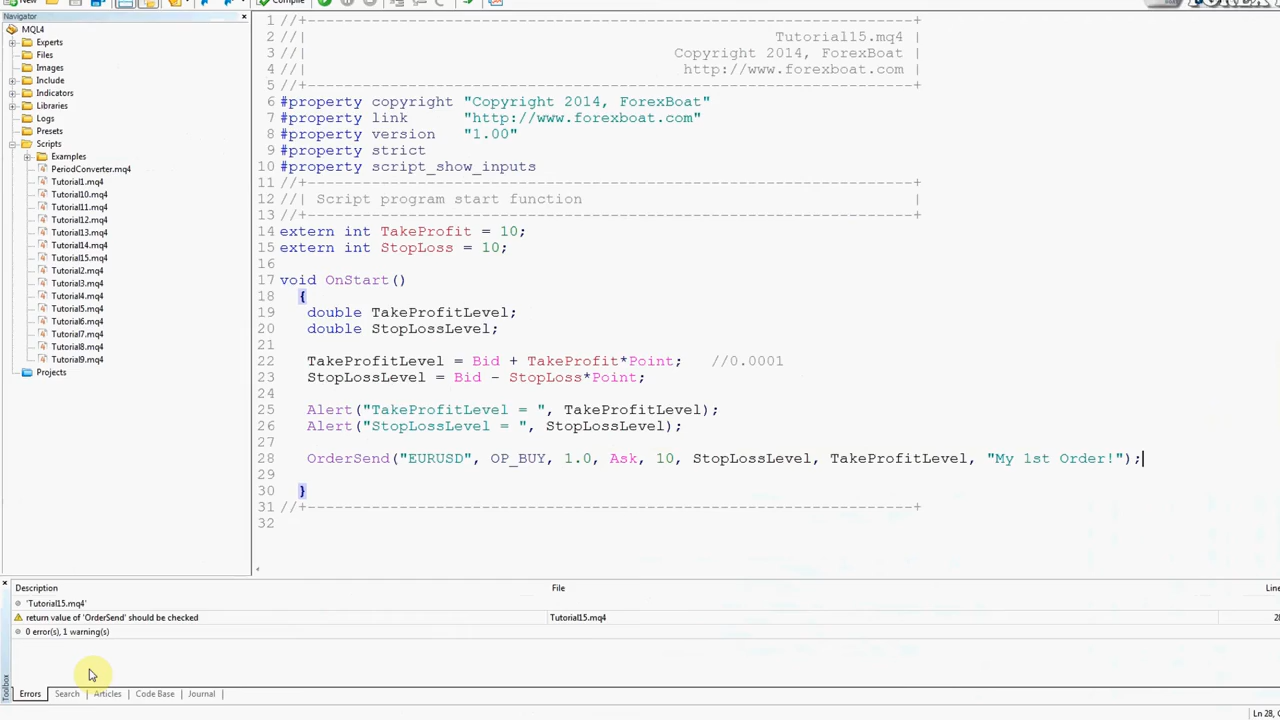 New
Compile
Navigator
MQL4
Experts
Files
Images
Include
Indicators
Libraries
Logs
Presets
Scripts
Examples
PeriodConverter.mq4
Tutorial1.mq4
Tutorial10.mq4
Tutorial11.mq4
Tutorial12.mq4
Tutorial13.mq4
Tutorial14.mq4
Tutorial15.mq4
Tutorial2.mq4
Tutorial3.mq4
Tutorial4.mq4
Tutorial5.mq4
Tutorial6.mq4
Tutorial7.mq4
Tutorial8.mq4
Tutorial9.mq4
Projects
1 //+------------------------------------------------------------------+
2 //| Tutorial15.mq4 |
3 //| Copyright 2014, ForexBoat |
4 //| http://www.forexboat.com |
5 //+------------------------------------------------------------------+
6 #property copyright "Copyright 2014, ForexBoat"
7 #property link "http://www.forexboat.com"
8 #property version "1.00"
9 #property strict
10 #property script_show_inputs
11 //+------------------------------------------------------------------+
12 //| Script program start function |
13 //+------------------------------------------------------------------+
14 extern int TakeProfit = 10;
15 extern int StopLoss = 10;
16
17 void OnStart()
18 {
19 double TakeProfitLevel;
20 double StopLossLevel;
21
22 TakeProfitLevel = Bid + TakeProfit*Point; //0.0001
23 StopLossLevel = Bid - StopLoss*Point;
24
25 Alert("TakeProfitLevel = ", TakeProfitLevel);
26 Alert("StopLossLevel = ", StopLossLevel);
27
28 OrderSend("EURUSD", OP_BUY, 1.0, Ask, 10, StopLossLevel, TakeProfitLevel, "My 1st Order!");
29
30 }
31 //+------------------------------------------------------------------+
32
Description File Line
'Tutorial15.mq4'
return value of 'OrderSend' should be checked Tutorial15.mq4 28
0 error(s), 1 warning(s)
Toolbox
Errors Search Articles Code Base Journal
Ln 28, C